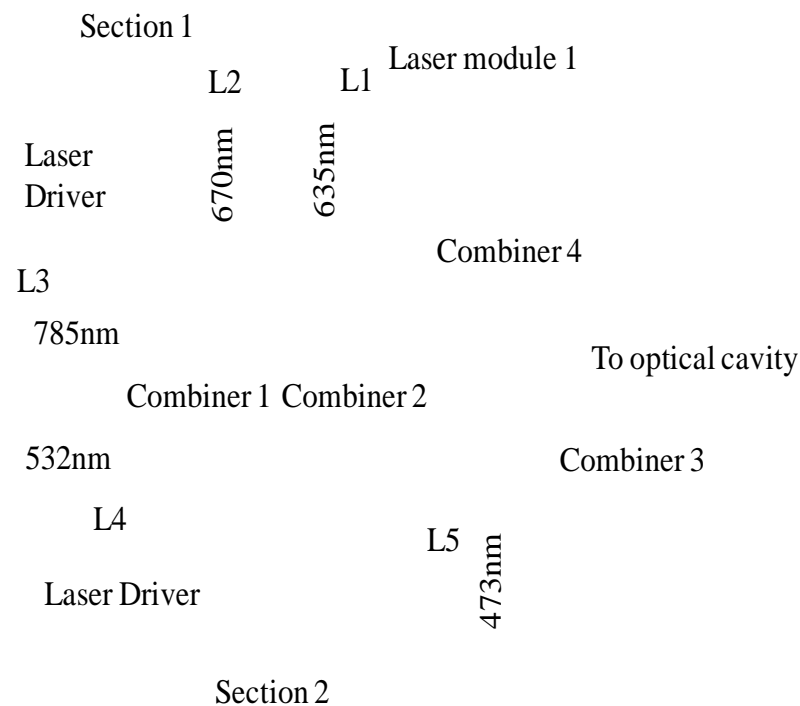 Section 1
Laser module 1
L2
L1
Laser
Driver
670nm
635nm
Combiner 4
L3
785nm
To optical cavity
Combiner 1
Combiner 2
532nm
Combiner 3
L4
L5
473nm
Laser Driver
Section 2